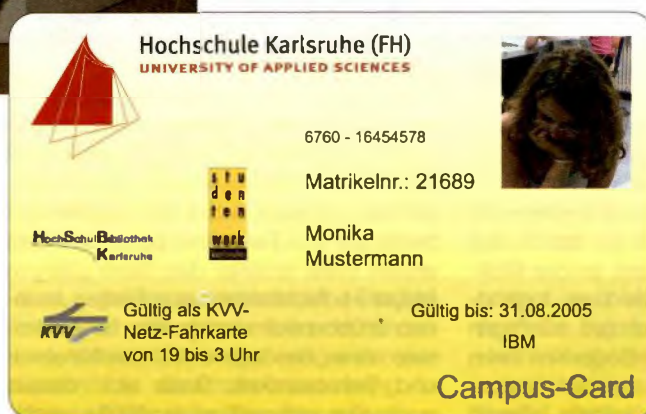 Hochschule Karlsruhe (FH)
UNIVERSITY OF APPLIED SCIENCES
6760 - 16454578
Matrikelnr.: 21689
stu
den
ten
werk
HochSchulBibliothek
Karlsruhe
Monika
Mustermann
KVV
Gültig als KVV-
Netz-Fahrkarte
von 19 bis 3 Uhr
Gültig bis: 31.08.2005
IBM
Campus-Card